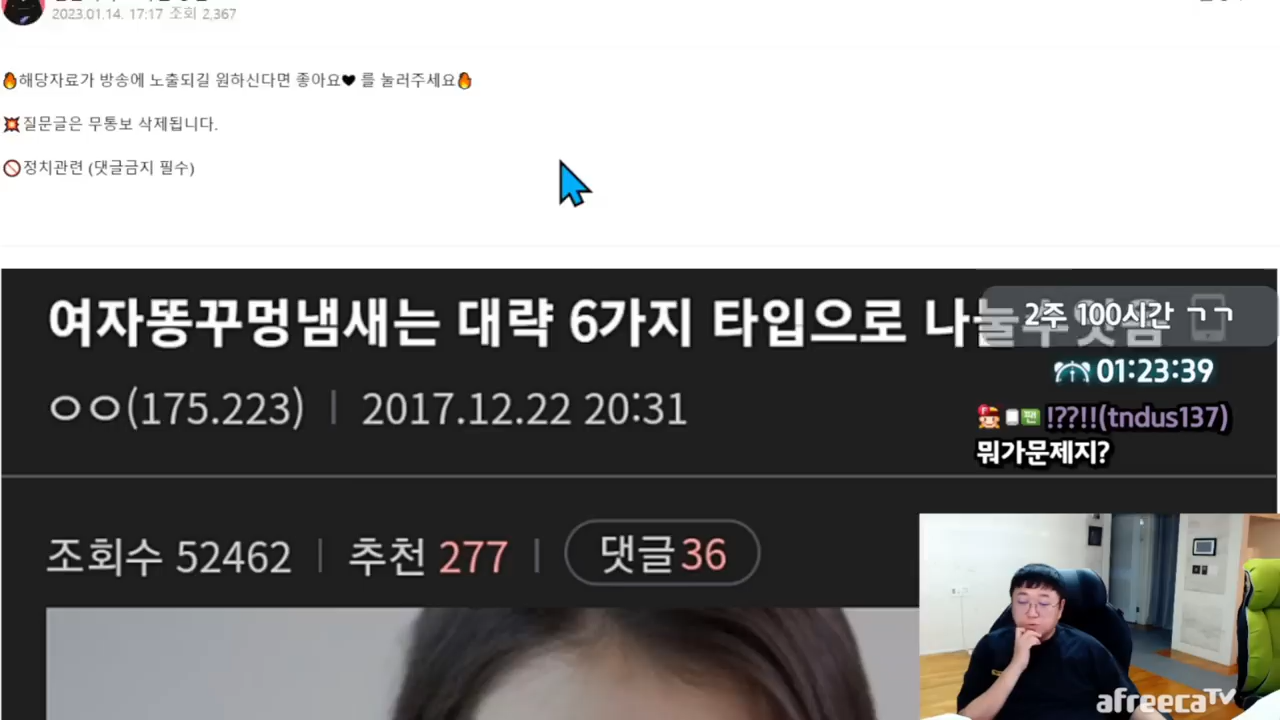 2023.01.14. 17:17 조회 2,367
🔥해당자료가 방송에 노출되길 원하신다면 좋아요🖤 를 눌러주세요🔥
💥질문글은 무통보 삭제됩니다.
🚫정치관련 (댓글금지 필수)
여자똥꾸멍냄새는 대략 6가지 타입으로 나눌수잇음
2주 100시간 ㄱㄱ
01:23:39
ㅇㅇ(175.223) | 2017.12.22 20:31
팬 !??!!(tndus137)
뭐가문제지?
조회수 52462 | 추천 277 | 댓글 36
afreecaTV